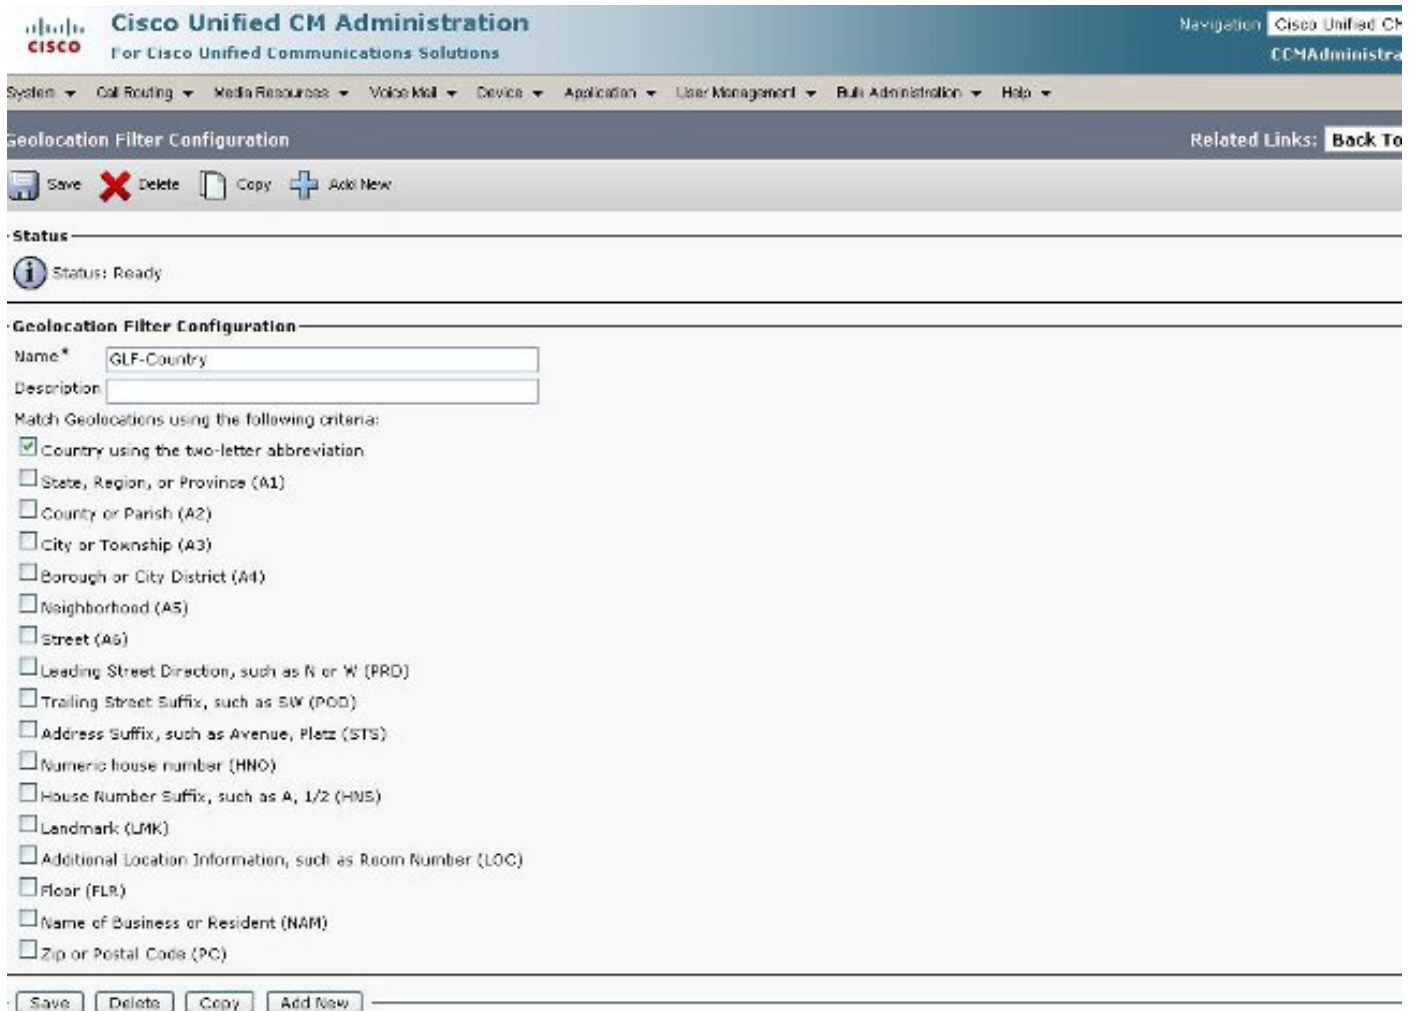 Cisco Unified CM Administration
Navigation Cisco Unified CM
CISCO
For Cisco Unified Communications Solutions
CCMAdministra
System Call Routing Media Resources Voice Mail Device Application User Management Bulk Administration Help
Geolocation Filter Configuration
Related Links: Back To
Save Delete Copy Add New
Status
Status: Ready
Geolocation Filter Configuration
Name* GLF-Country
Description
Match Geolocations using the following criteria:
Country using the two-letter abbreviation
State, Region, or Province (A1)
County or Parish (A2)
City or Township (A3)
Borough or City District (A4)
Neighborhood (A5)
Street (A6)
Leading Street Direction, such as N or W (PRD)
Trailing Street Suffix, such as SW (POD)
Address Suffix, such as Avenue, Platz (STS)
Numeric house number (HNO)
House Number Suffix, such as A, 1/2 (HNS)
Landmark (LMK)
Additional Location Information, such as Room Number (LOC)
Floor (FLR)
Name of Business or Resident (NAM)
Zip or Postal Code (PC)
Save Delete Copy Add New